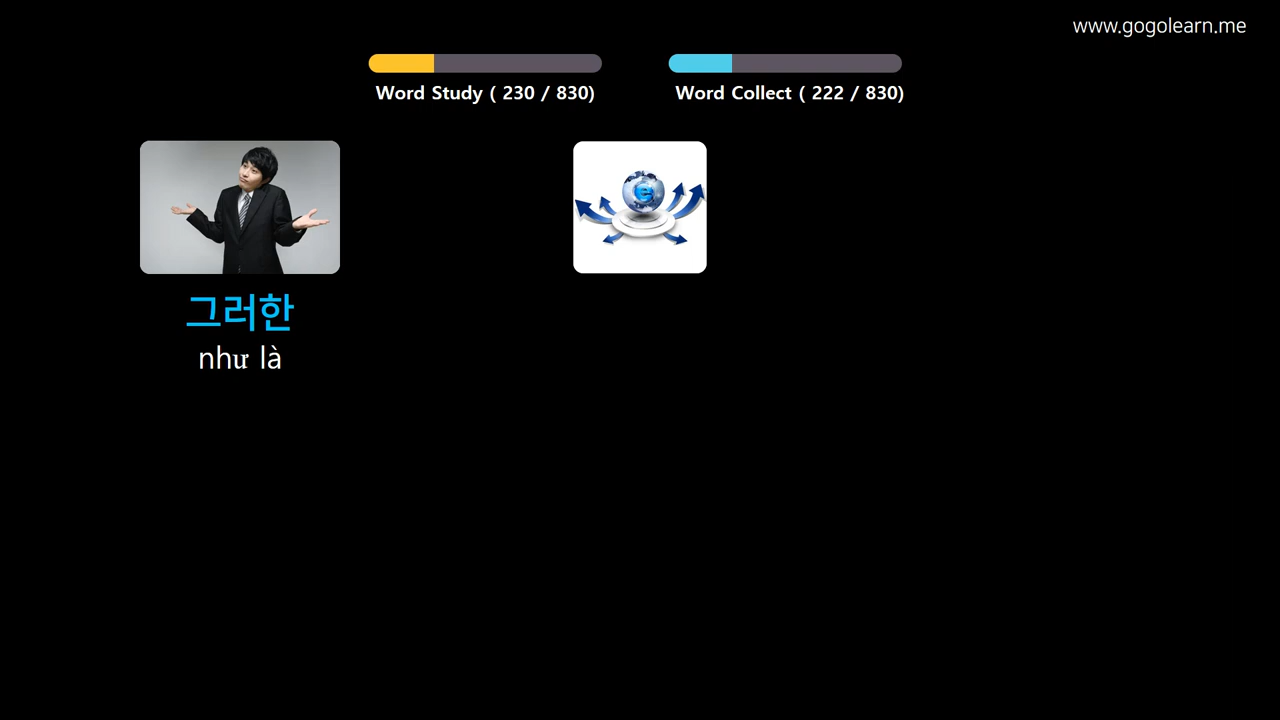 www.gogolearn.me
Word Study ( 230 / 830)
Word Collect ( 222 / 830)
그러한
như là